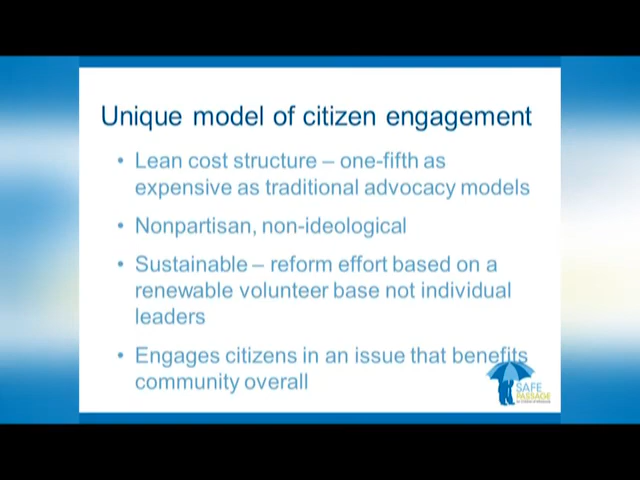 Unique model of citizen engagement
• Lean cost structure – one-fifth as
expensive as traditional advocacy models
• Nonpartisan, non-ideological
• Sustainable – reform effort based on a
renewable volunteer base not individual
leaders
• Engages citizens in an issue that benefits
community overall
SAFE
PASSAGE